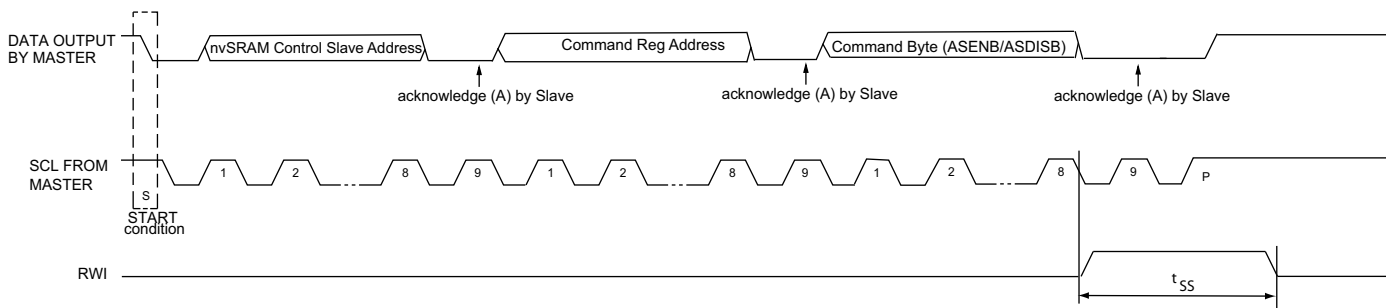 DATA OUTPUT
BY MASTER
nvSRAM Control Slave Address
Command Reg Address
Command Byte (ASENB/ASDISB)
acknowledge (A) by Slave
acknowledge (A) by Slave
acknowledge (A) by Slave
SCL FROM
MASTER
S
1
2
8
9
1
2
8
9
1
2
8
9
P
START
condition
RWI
tSS